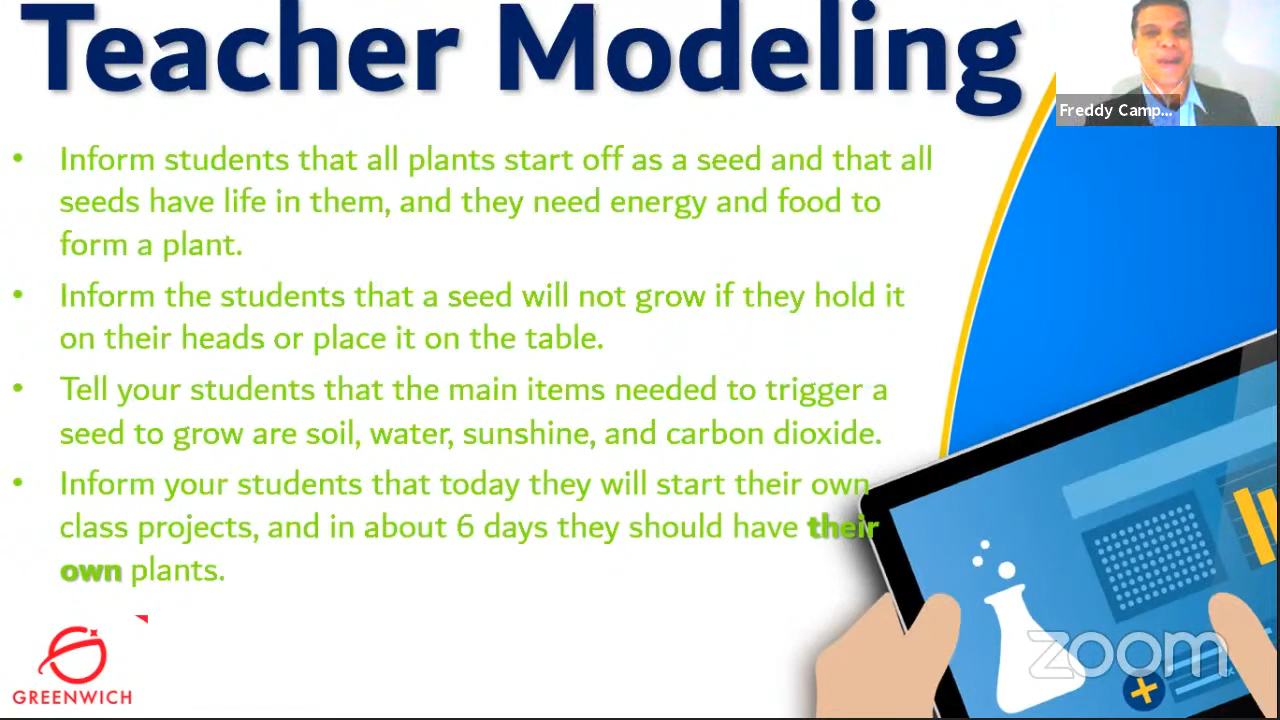 Teacher Modeling
Freddy Camp...
• Inform students that all plants start off as a seed and that all
seeds have life in them, and they need energy and food to
form a plant.
• Inform the students that a seed will not grow if they hold it
on their heads or place it on the table.
• Tell your students that the main items needed to trigger a
seed to grow are soil, water, sunshine, and carbon dioxide.
• Inform your students that today they will start their own
class projects, and in about 6 days they should have their
own plants.
GREENWICH
zoom